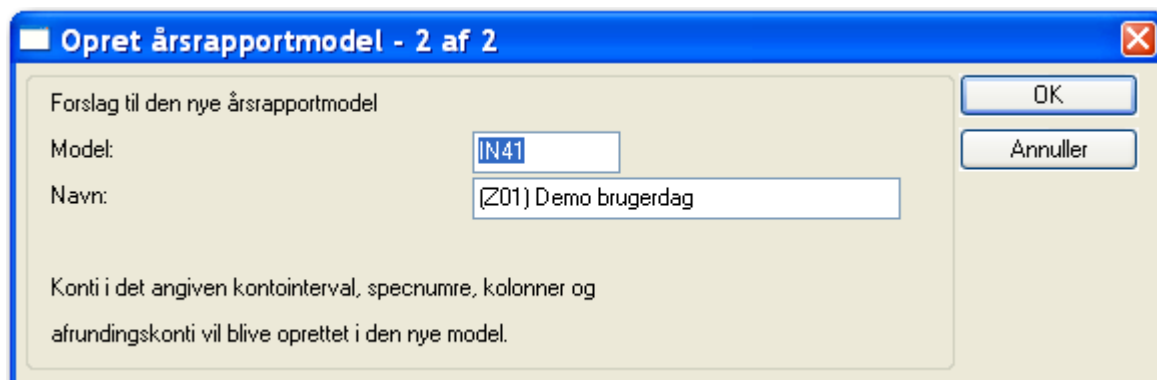 Opret årsrapportmodel - 2 af 2
Forslag til den nye årsrapportmodel
OK
Model:
IN41
Annuller
Navn:
(Z01) Demo brugerdag
Konti i det angiven kontointerval, specnumre, kolonner og
afrundingskonti vil blive oprettet i den nye model.